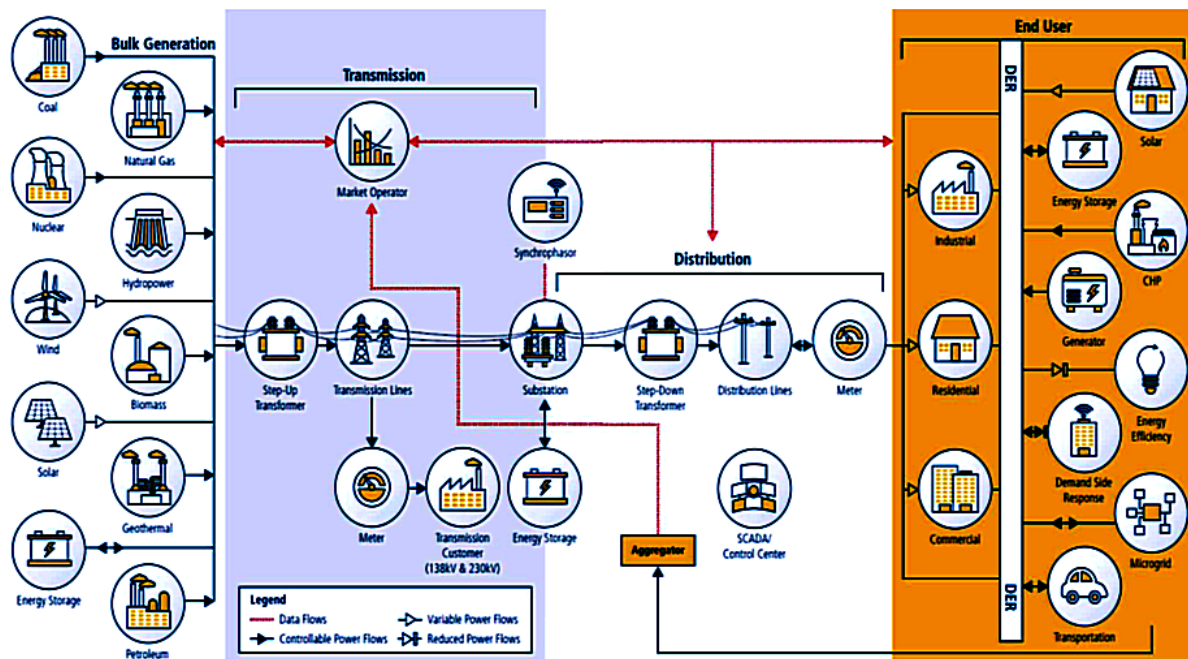 Bulk Generation
Coal
Natural Gas
Nuclear
Hydropower
Wind
Biomass
Solar
Geothermal
Energy Storage
Petroleum
Transmission
Market Operator
Synchrophasor
Step-Up
Transformer
Transmission Lines
Substation
Meter
Transmission
Customer
(138kV & 230kV)
Energy Storage
Legend
Data Flows
Controllable Power Flows
Variable Power Flows
Reduced Power Flows
Distribution
Step-Down
Transformer
Distribution Lines
Meter
SCADA/
Control Center
Aggregator
End User
Industrial
Residential
Commercial
DER
DER
Solar
Energy Storage
CHP
Generator
Energy
Efficiency
Demand Side
Response
Microgrid
Transportation